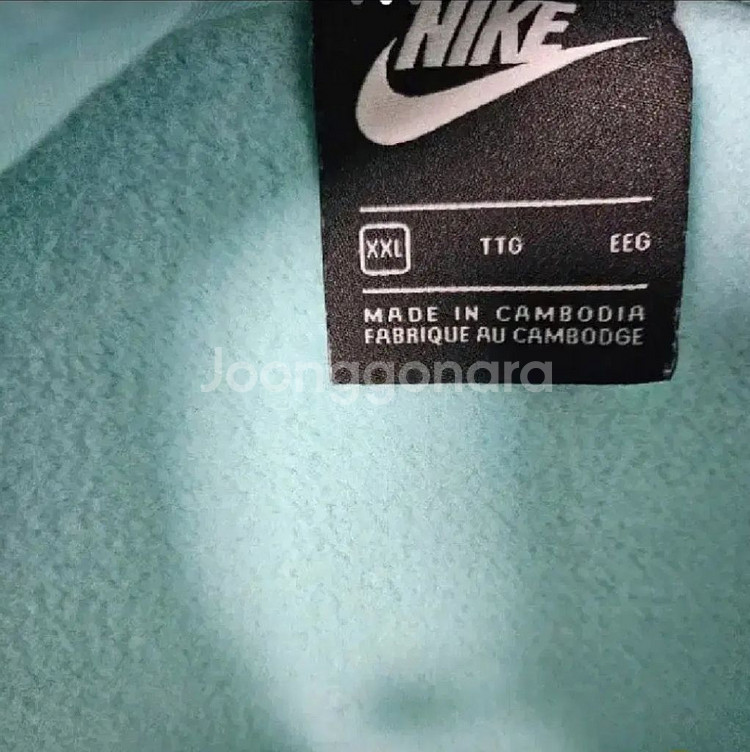 NIKE
XXL TTG EEG
MADE IN CAMBODIA
FABRIQUE AU CAMBODGE
Joonggonara